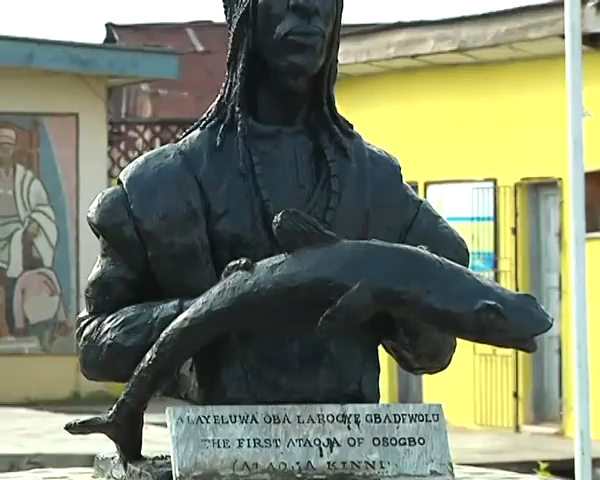 ALAYELUWA OBA LAROOYE GBADEWOLU
THE FIRST ATAOJA OF OSOGBO
(ATAOJA KINNI)